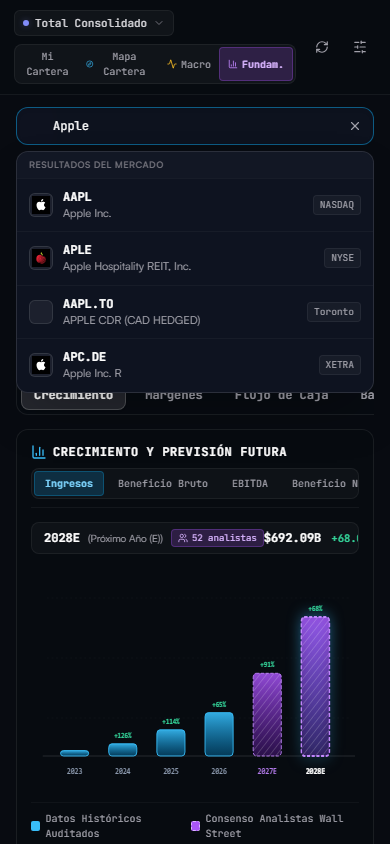 Total Consolidado
Mi Cartera
Mapa Cartera
Macro
Fundam.
Apple
RESULTADOS DEL MERCADO
AAPL
Apple Inc.
NASDAQ
APLE
Apple Hospitality REIT, Inc.
NYSE
AAPL.TO
APPLE CDR (CAD HEDGED)
Toronto
APC.DE
Apple Inc. R
XETRA
Crecimiento Márgenes Flujo de Caja Ba
CRECIMIENTO Y PREVISIÓN FUTURA
Ingresos Beneficio Bruto EBITDA Beneficio N
2028E (Próximo Año (E)) 52 analistas $692.09B +68.
+68%
+91%
+65%
+114%
+126%
2023 2024 2025 2026 2027E 2028E
Datos Históricos Auditados
Consenso Analistas Wall Street